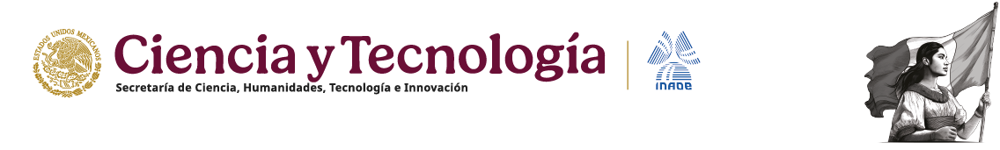 ESTADOS UNIDOS MEXICANOS
Ciencia y Tecnología
Secretaría de Ciencia, Humanidades, Tecnología e Innovación
INAOE